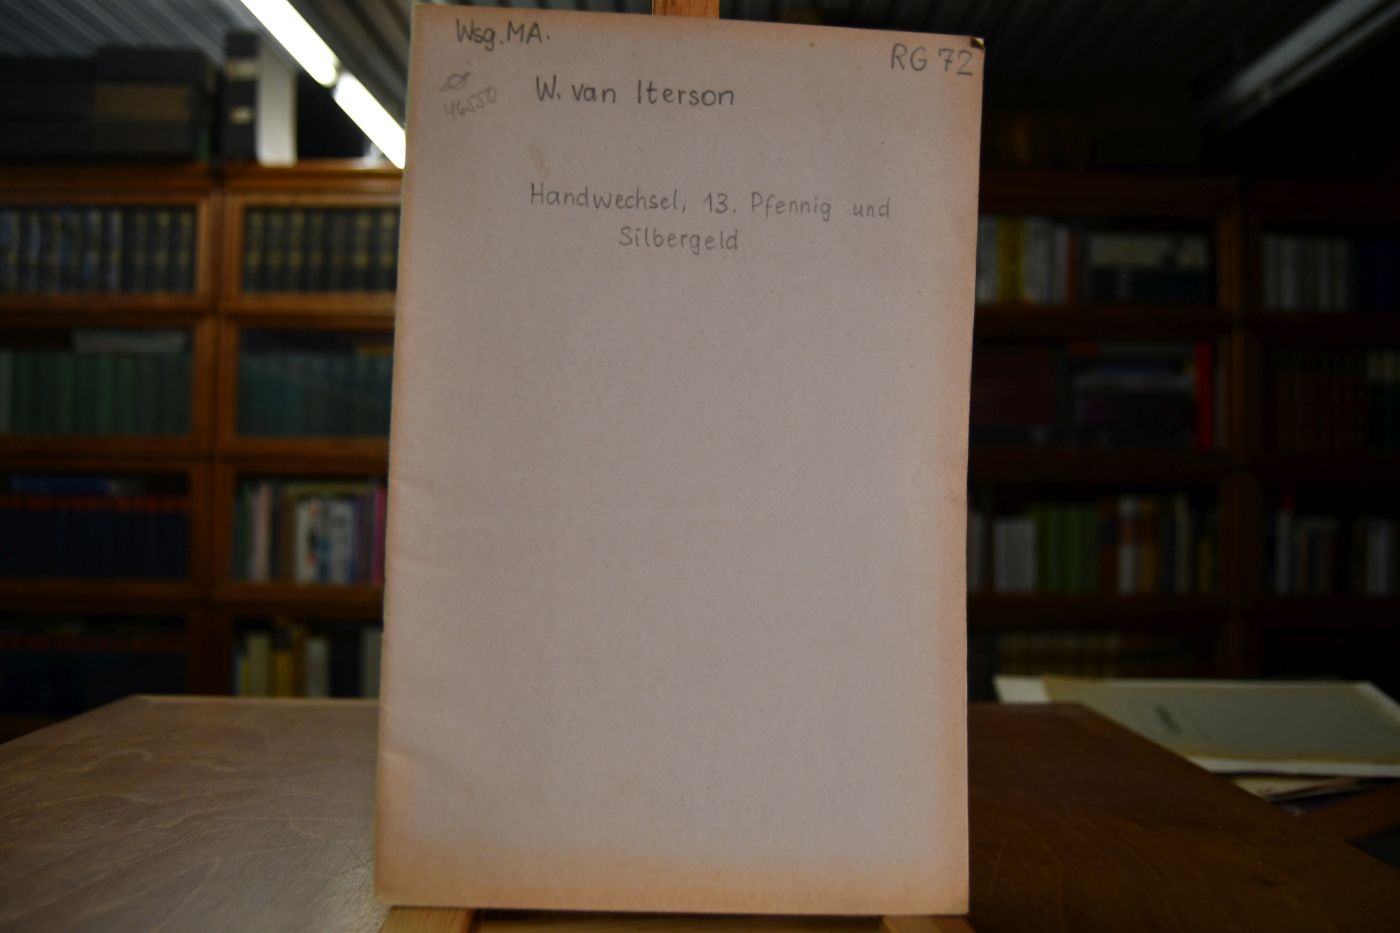 Wsg. MA.
RG 72
W. van Iterson
Handwechsel, 13. Pfennig und
Silbergeld